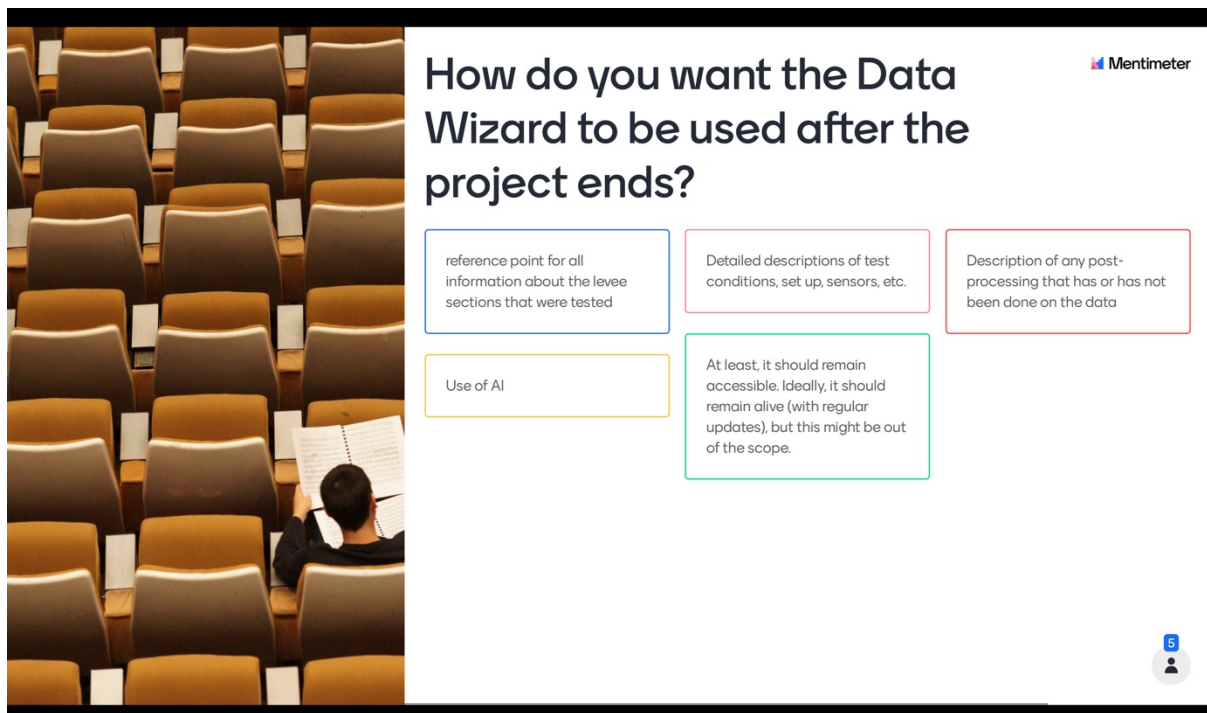 How do you want the Data
Wizard to be used after the
project ends?
Mentimeter
reference point for all
information about the levee
sections that were tested
Detailed descriptions of test
conditions, set up, sensors, etc.
Description of any post-
processing that has or has not
been done on the data
Use of AI
At least, it should remain
accessible. Ideally, it should
remain alive (with regular
updates), but this might be out
of the scope.
5